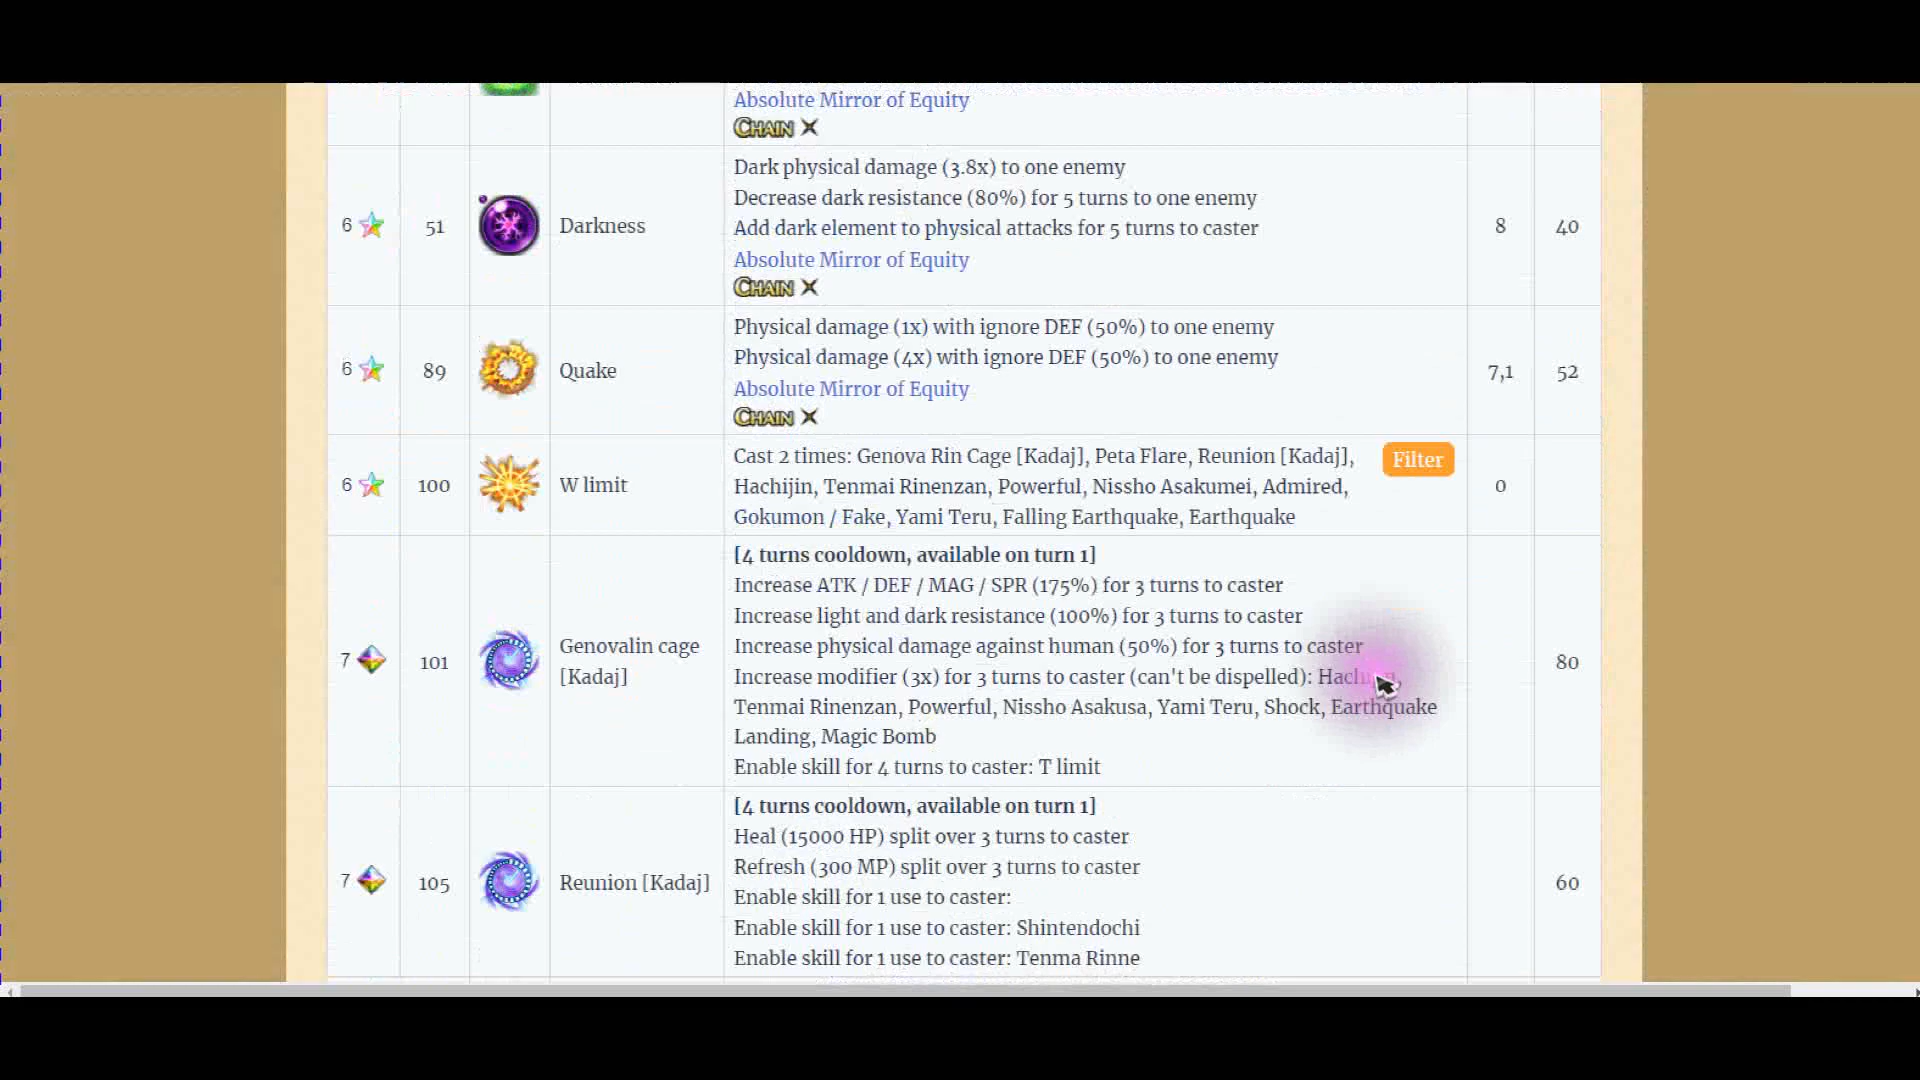 Absolute Mirror of Equity
CHAIN
6 51 Darkness
Dark physical damage (3.8x) to one enemy
Decrease dark resistance (80%) for 5 turns to one enemy
Add dark element to physical attacks for 5 turns to caster
Absolute Mirror of Equity
CHAIN
8 40
6 89 Quake
Physical damage (1x) with ignore DEF (50%) to one enemy
Physical damage (4x) with ignore DEF (50%) to one enemy
Absolute Mirror of Equity
CHAIN
7,1 52
6 100 W limit
Cast 2 times: Genova Rin Cage [Kadaj], Peta Flare, Reunion [Kadaj],
Hachijin, Tenmai Rinenzan, Powerful, Nissho Asakumei, Admired,
Gokumon / Fake, Yami Teru, Falling Earthquake, Earthquake
Filter
0
7 101 Genovalin cage
[Kadaj]
[4 turns cooldown, available on turn 1]
Increase ATK / DEF / MAG / SPR (175%) for 3 turns to caster
Increase light and dark resistance (100%) for 3 turns to caster
Increase physical damage against human (50%) for 3 turns to caster
Increase modifier (3x) for 3 turns to caster (can't be dispelled):
Tenmai Rinenzan, Powerful, Nissho Asakusa, Yami Teru, Shock, Earthquake
Landing, Magic Bomb
Enable skill for 4 turns to caster: T limit
80
7 105 Reunion [Kadaj]
[4 turns cooldown, available on turn 1]
Heal (15000 HP) split over 3 turns to caster
Refresh (300 MP) split over 3 turns to caster
Enable skill for 1 use to caster:
Enable skill for 1 use to caster: Shintendochi
Enable skill for 1 use to caster: Tenma Rinne
60